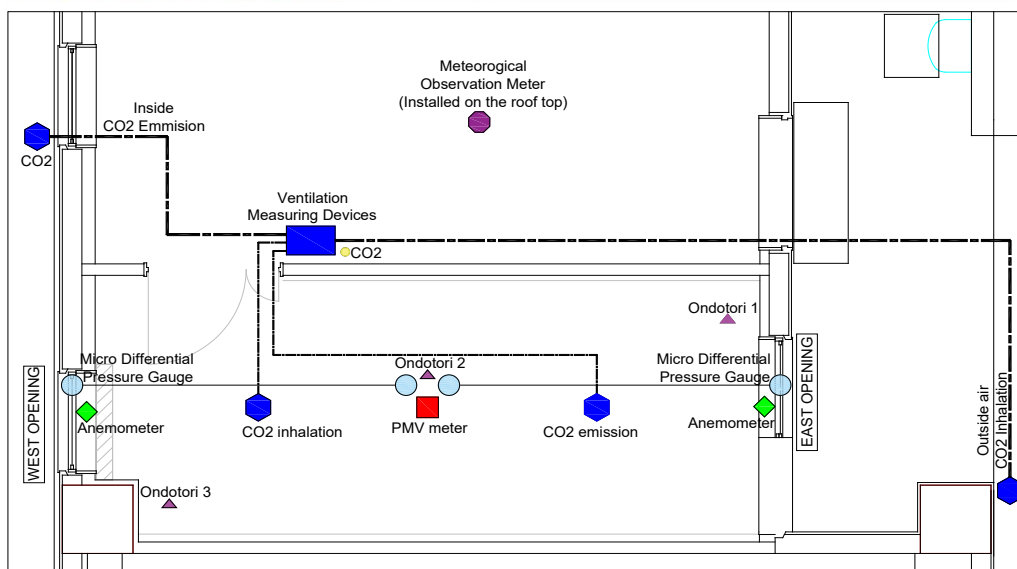 Meteorogical
Observation Meter
(Installed on the roof top)
Inside
CO2 Emmision
CO2
Ventilation
Measuring Devices
CO2
Ondotori 1
Micro Differential
Pressure Gauge
Ondotori 2
Micro Differential
Pressure Gauge
WEST OPENING
Anemometer
CO2 inhalation
PMV meter
CO2 emission
Anemometer
EAST OPENING
Outside air
CO2 Inhalation
Ondotori 3